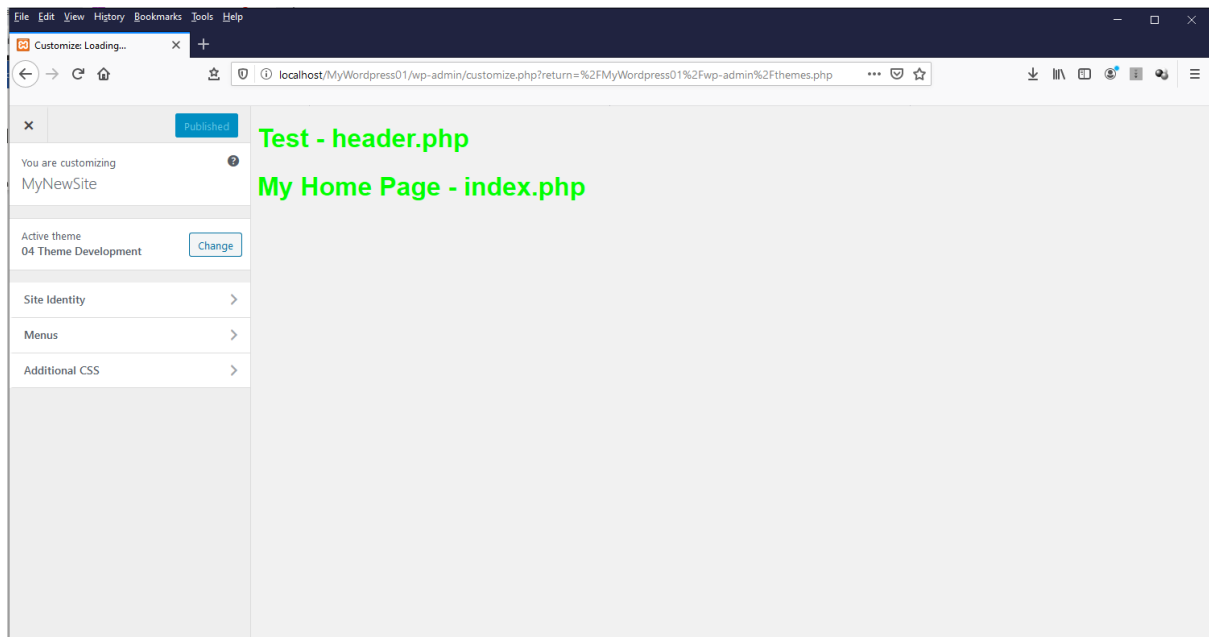 File Edit View History Bookmarks Tools Help
Customize: Loading...
localhost/MyWordpress01/wp-admin/customize.php?return=%2FMyWordpress01%2Fwp-admin%2Fthemes.php
Published
You are customizing
MyNewSite
Active theme
04 Theme Development
Change
Site Identity
Menus
Additional CSS
Test - header.php
My Home Page - index.php